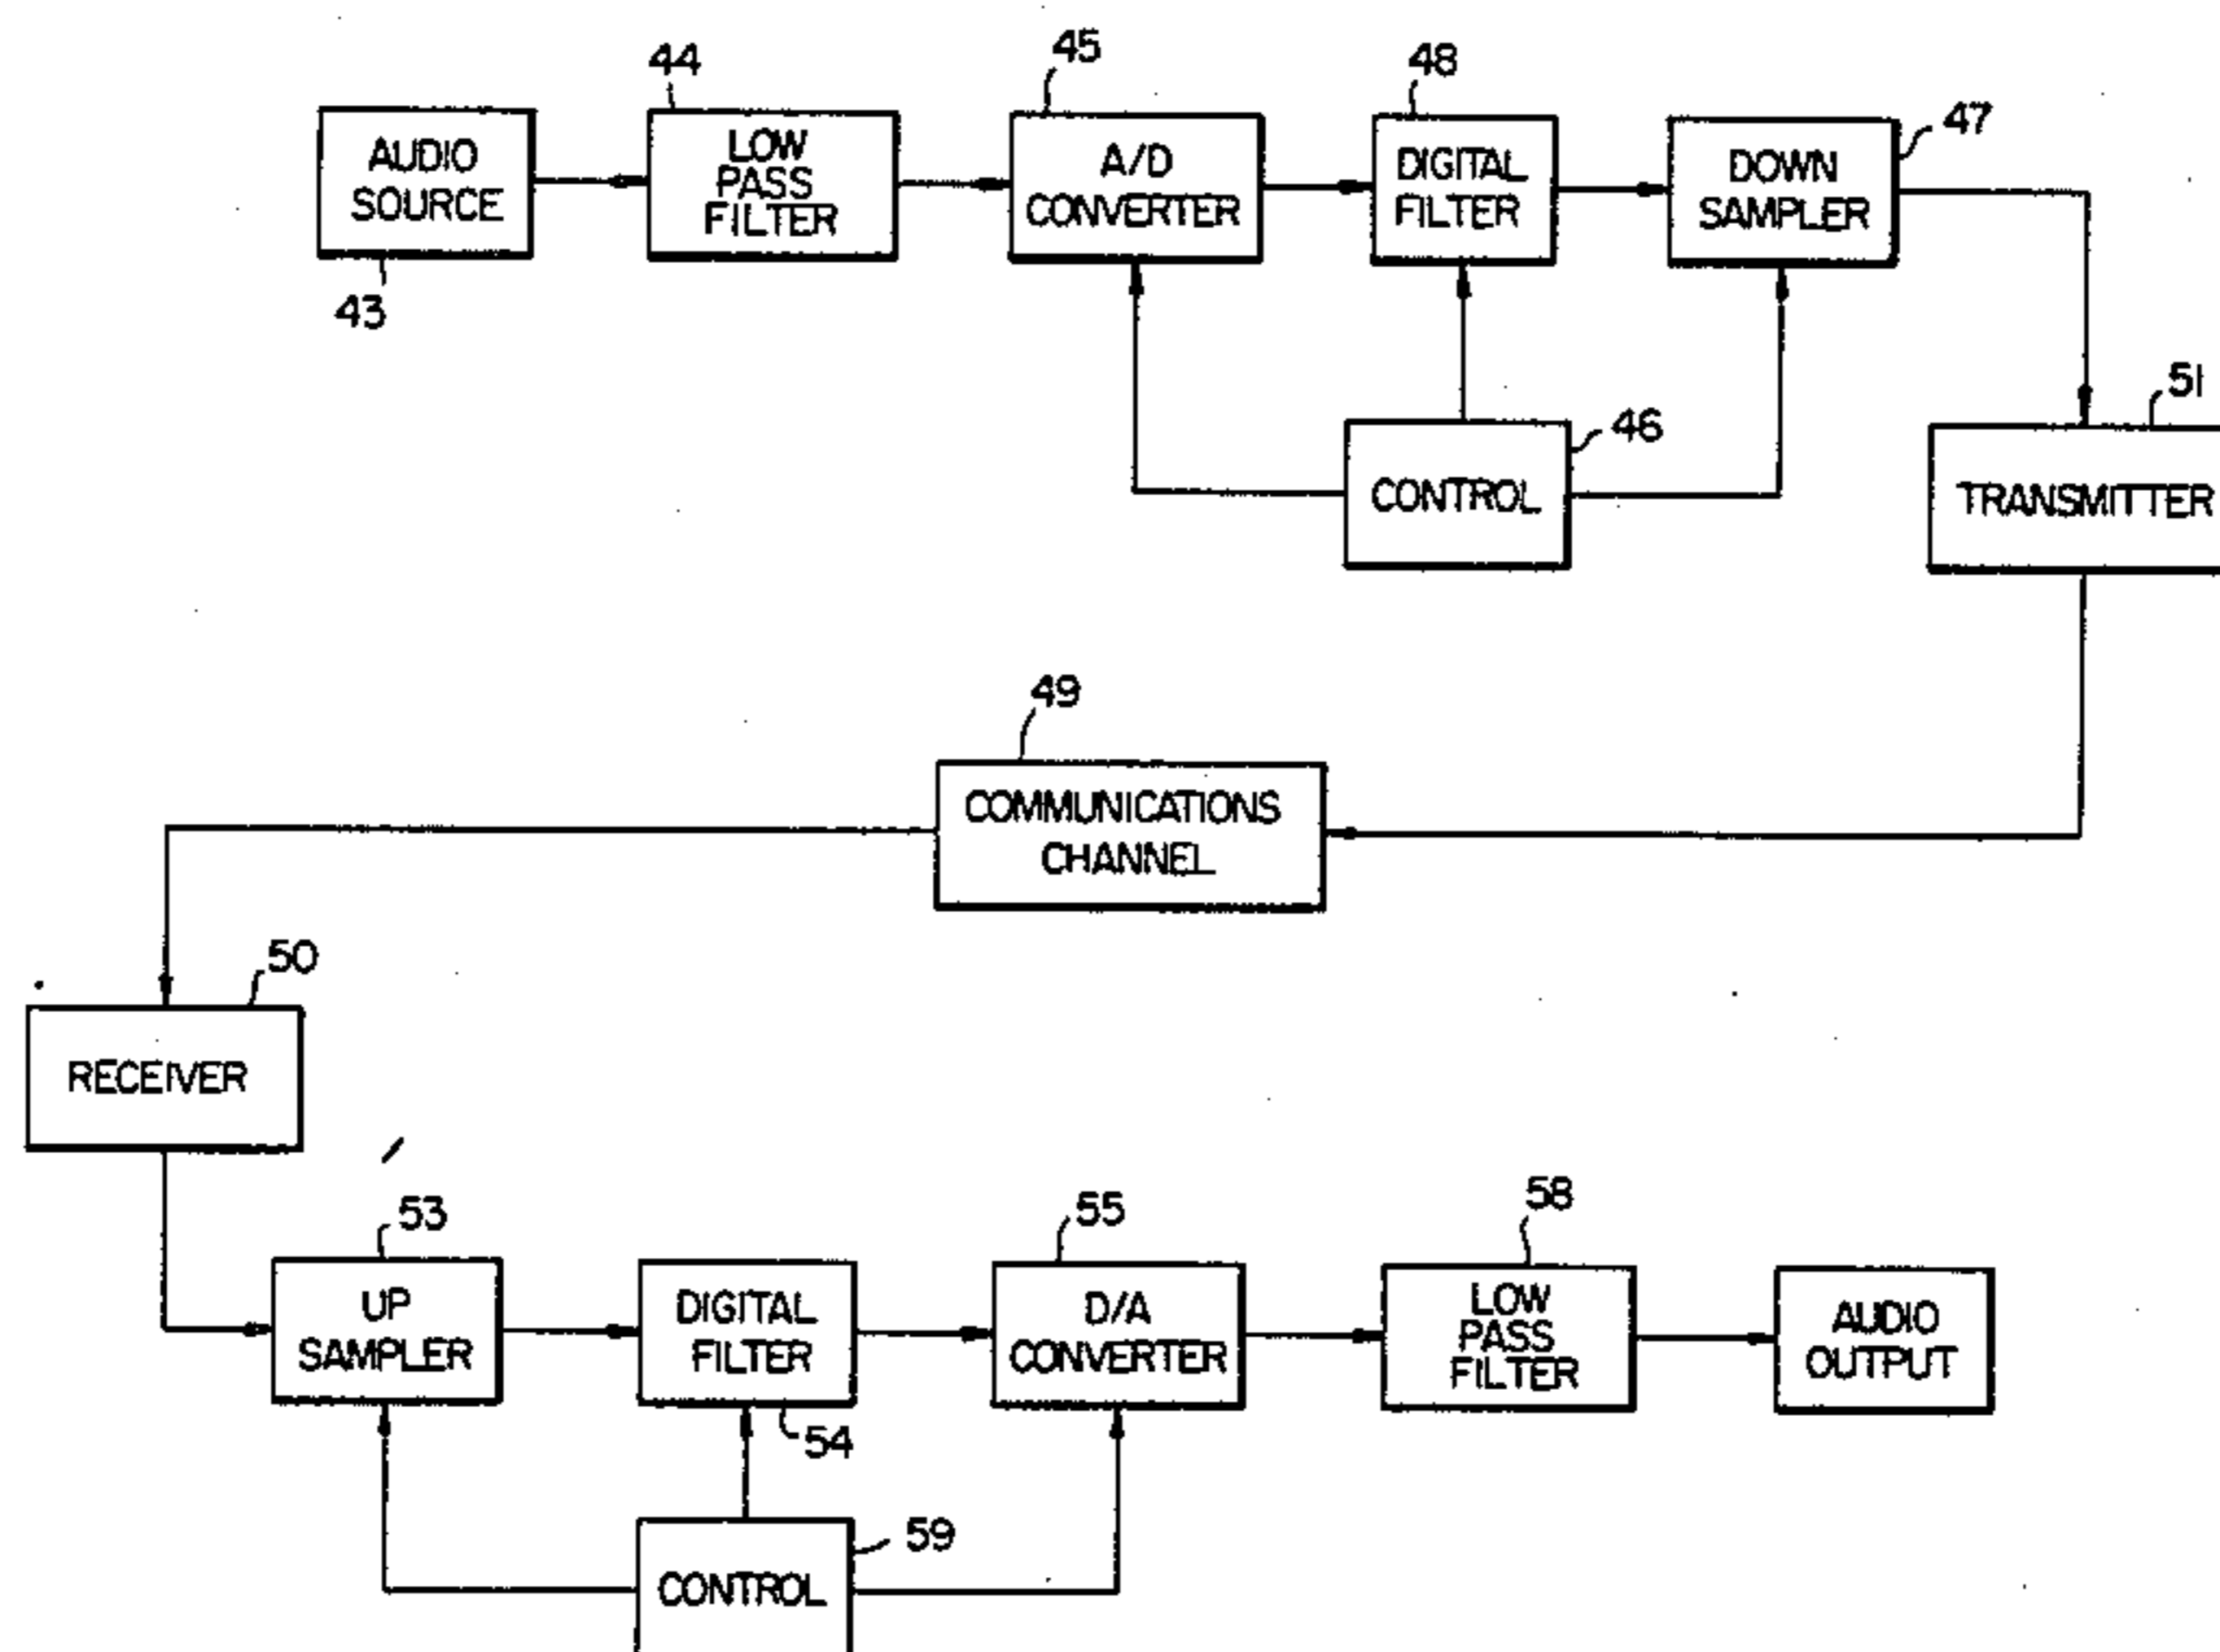 44
45
48
47
AUDIO
SOURCE
LOW
PASS
FILTER
A/D
CONVERTER
DIGITAL
FILTER
DOWN
SAMPLER
43
51
46
CONTROL
TRANSMITTER
49
COMMUNICATIONS
CHANNEL
50
RECEIVER
53
55
58
UP
SAMPLER
DIGITAL
FILTER
D/A
CONVERTER
LOW
PASS
FILTER
AUDIO
OUTPUT
54
59
CONTROL